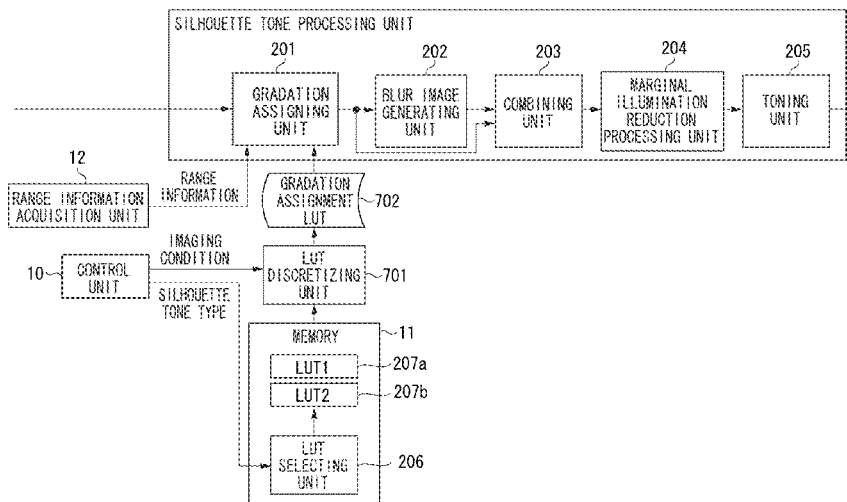 SILHOUETTE TONE PROCESSING UNIT
201
202
203
204
205
GRADATION
ASSIGNING
UNIT
BLUR IMAGE
GENERATING
UNIT
COMBINING
UNIT
MARGINAL
ILLUMINATION
REDUCTION
PROCESSING UNIT
TONING
UNIT
12
RANGE INFORMATION
ACQUISITION UNIT
RANGE
INFORMATION
GRADATION
ASSIGNMENT
LUT
702
10
CONTROL
UNIT
IMAGING
CONDITION
SILHOUETTE
TONE TYPE
LUT
DISCRETIZING
UNIT
701
11
MEMORY
LUT1
207a
LUT2
207b
LUT
SELECTING
UNIT
206